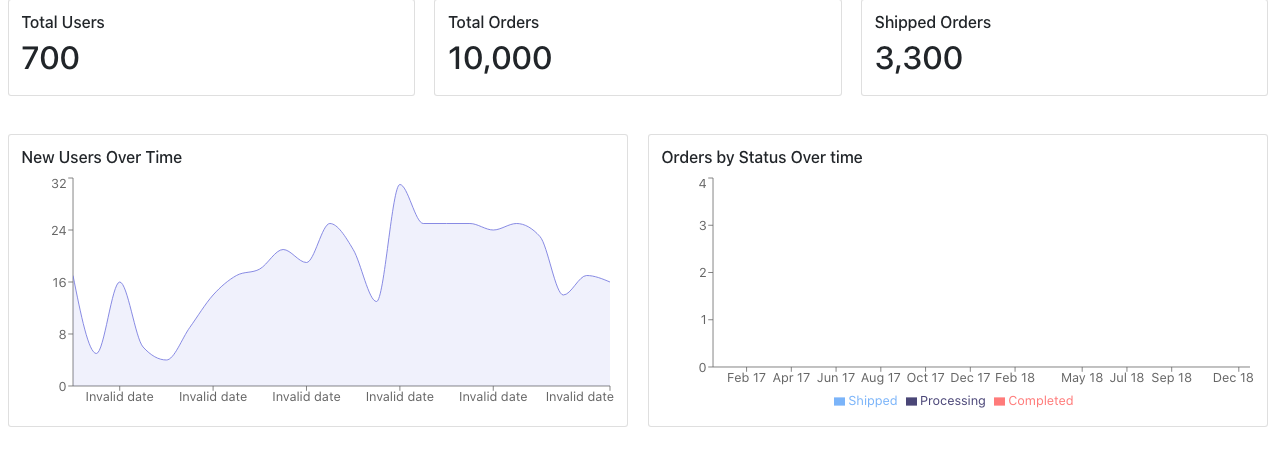 Total Users
700
Total Orders
10,000
Shipped Orders
3,300
New Users Over Time
32
24
16
8
0
Invalid date Invalid date Invalid date Invalid date Invalid date Invalid date
Orders by Status Over time
4
3
2
1
0
Feb 17 Apr 17 Jun 17 Aug 17 Oct 17 Dec 17 Feb 18 May 18 Jul 18 Sep 18 Dec 18
Shipped Processing Completed